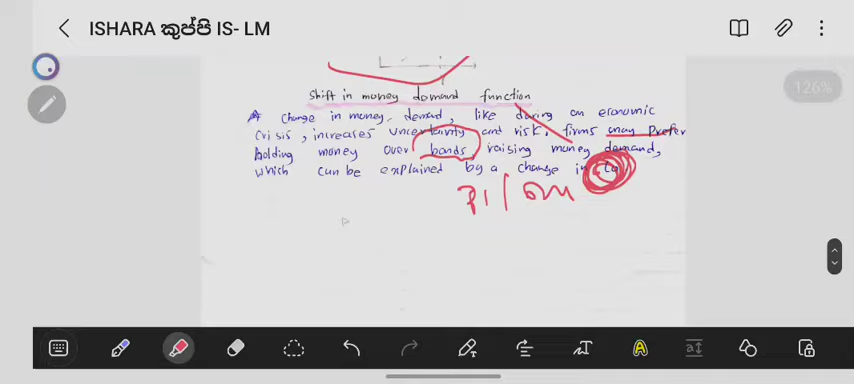 ISHARA කුප්පි IS- LM
126%
Shift in money demand function
A change in money demand, like during an economic
crisis, increases uncertainty and risk, firms may prefer
holding money over bonds, raising money demand,
which can be explained by a change in
A